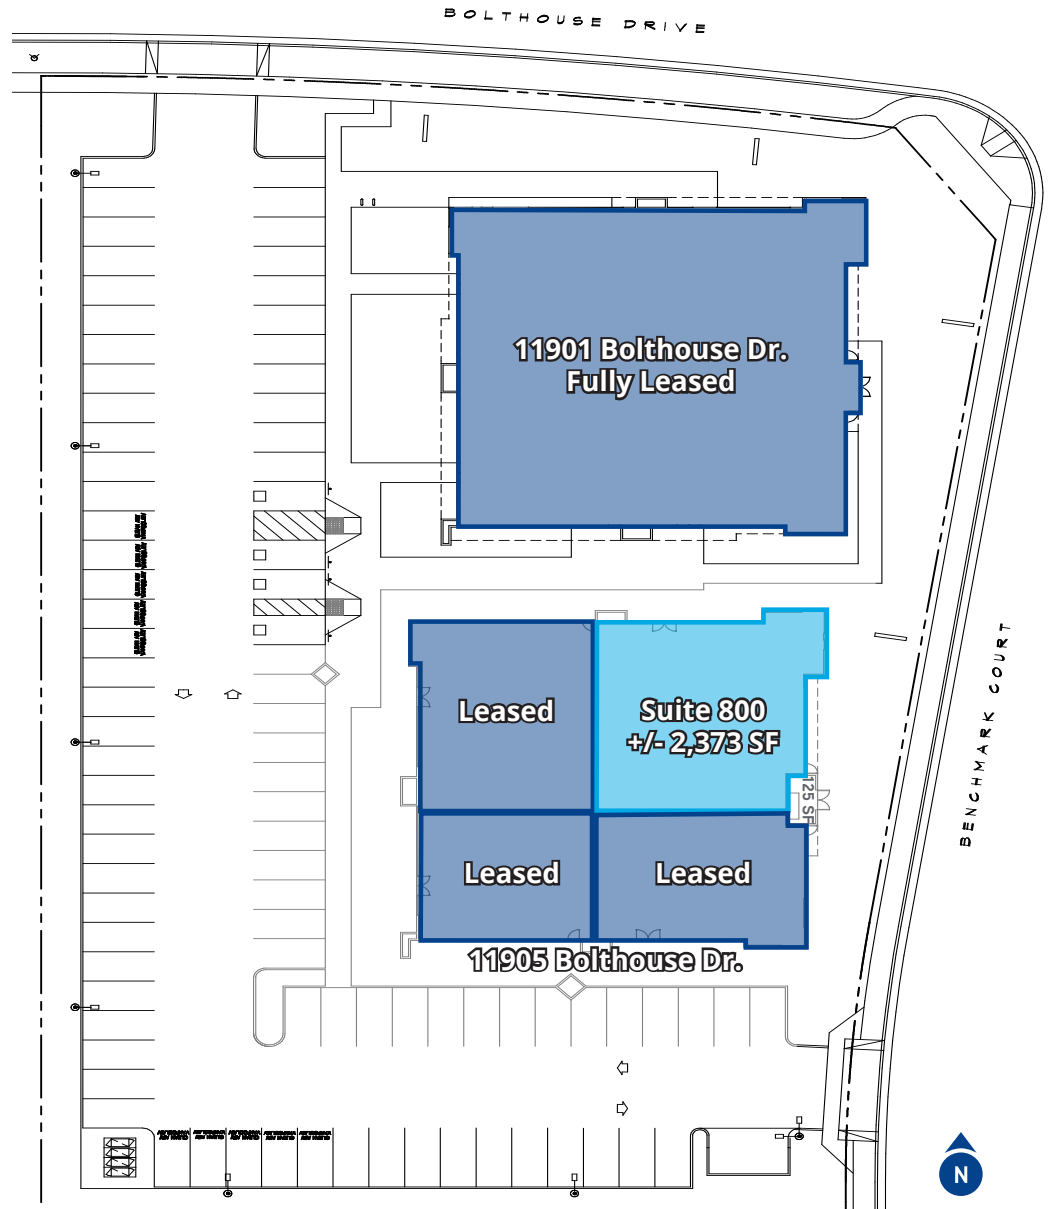 BOLTHOUSE DRIVE
11901 Bolthouse Dr.
Fully Leased
BENCHMARK COURT
Leased
Suite 800
+/- 2,373 SF
125 SF
Leased
Leased
11905 Bolthouse Dr.
N